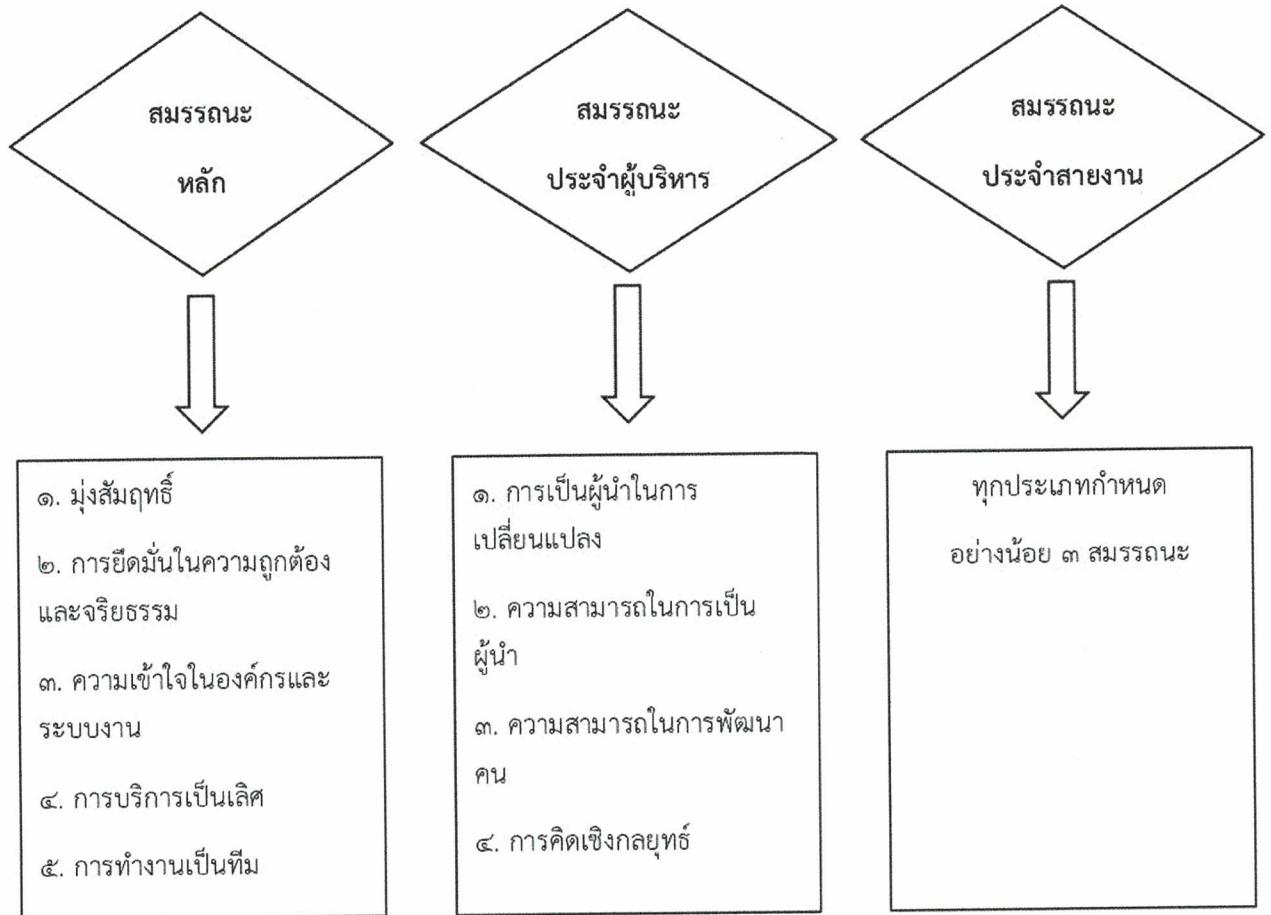 สมรรถนะ
หลัก
สมรรถนะ
ประจำผู้บริหาร
สมรรถนะ
ประจำสายงาน
๑. มุ่งสัมฤทธิ์
๒. การยึดมั่นในความถูกต้อง
และจริยธรรม
๓. ความเข้าใจในองค์กรและ
ระบบงาน
๔. การบริการเป็นเลิศ
๕. การทำงานเป็นทีม
๑. การเป็นผู้นำในการ
เปลี่ยนแปลง
๒. ความสามารถในการเป็น
ผู้นำ
๓. ความสามารถในการพัฒนา
คน
๔. การคิดเชิงกลยุทธ์
ทุกประเภทกำหนด
อย่างน้อย ๓ สมรรถนะ